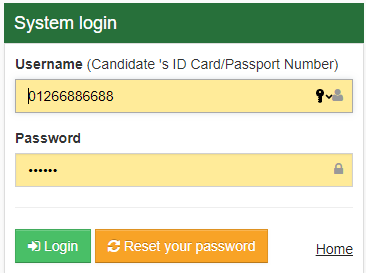 System login
Username (Candidate 's ID Card/Passport Number)
01266886688
Password
••••••
Login
Reset your password
Home